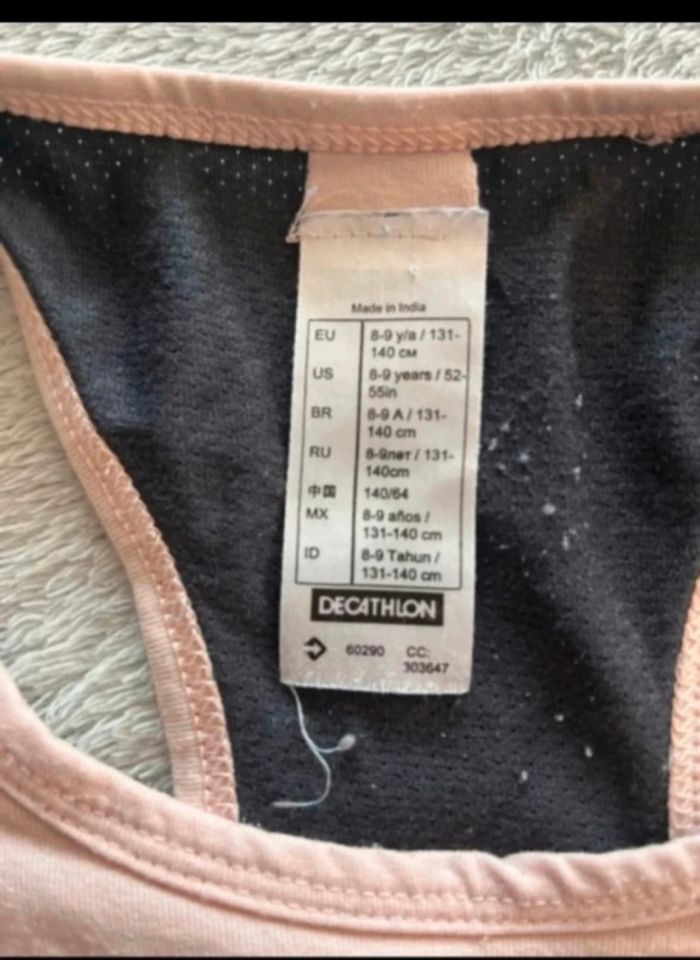 Made in India
EU 8-9 y/a / 131-
140 см
US 8-9 years / 52-
55in
BR 8-9 A / 131-
140 cm
RU 8-9лет / 131-
140cm
中国 140/64
MX 8-9 años /
131-140 cm
ID 8-9 Tahun /
131-140 cm
DECATHLON
60290 CC:
303647